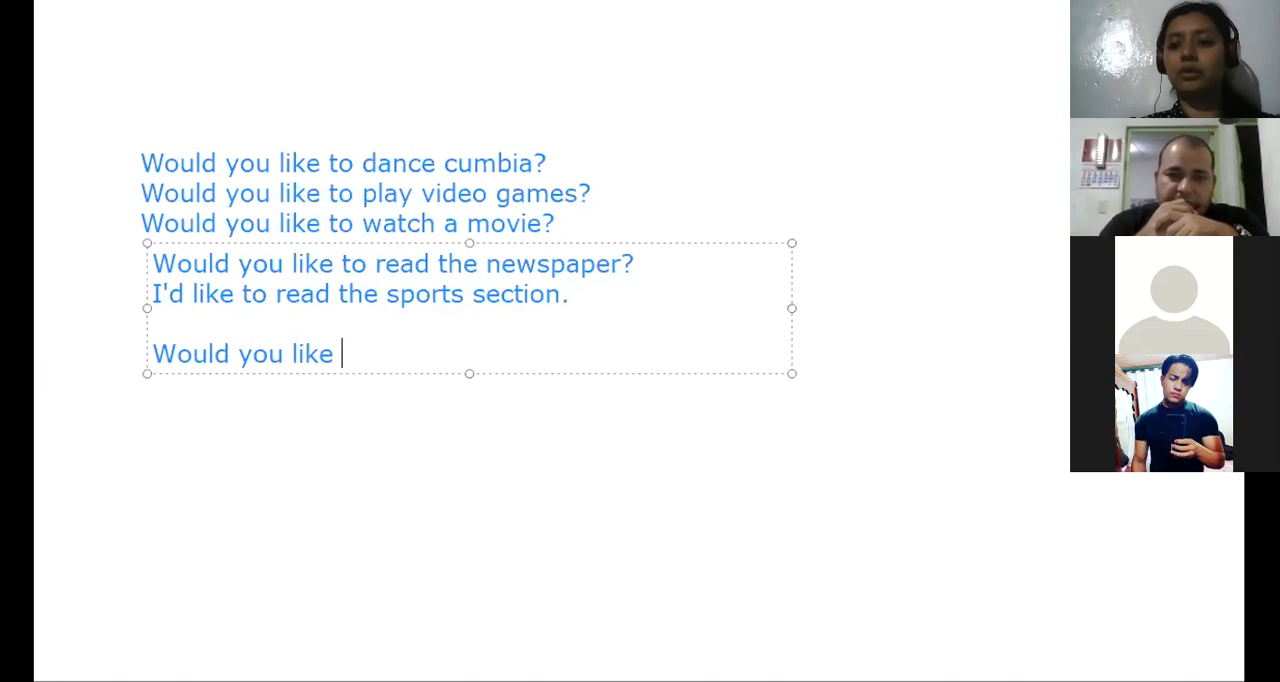 Would you like to dance cumbia?
Would you like to play video games?
Would you like to watch a movie?
Would you like to read the newspaper?
I'd like to read the sports section.
Would you like